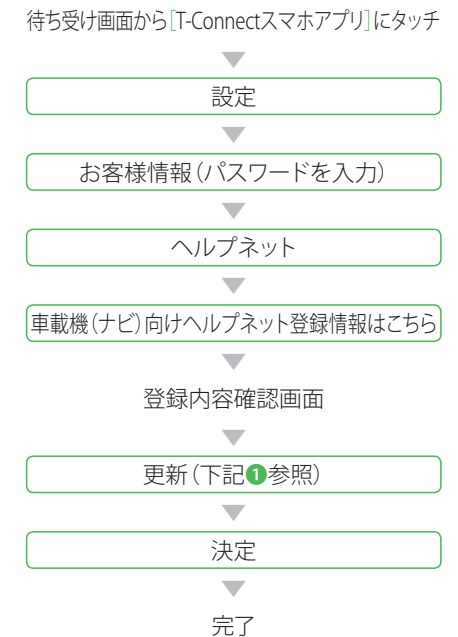 待ち受け画面から[T-Connectスマホアプリ]にタッチ
設定
お客様情報(パスワードを入力)
ヘルプネット
車載機(ナビ)向けヘルプネット登録情報はこちら
登録内容確認画面
更新(下記❶参照)
決定
完了